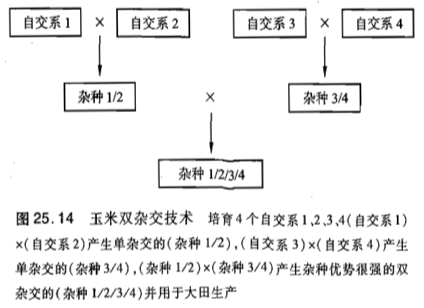 自交系 1 × 自交系 2 自交系 3 × 自交系 4
杂种 1/2 × 杂种 3/4
杂种 1/2/3/4
图 25.14 玉米双杂交技术 培育4个自交系1,2,3,4(自交系1)
×(自交系2)产生单杂交的(杂种1/2),(自交系3)×(自交系4)产生
单杂交的(杂种3/4),(杂种1/2)×(杂种3/4)产生杂种优势很强的双
杂交的(杂种1/2/3/4)并用于大田生产